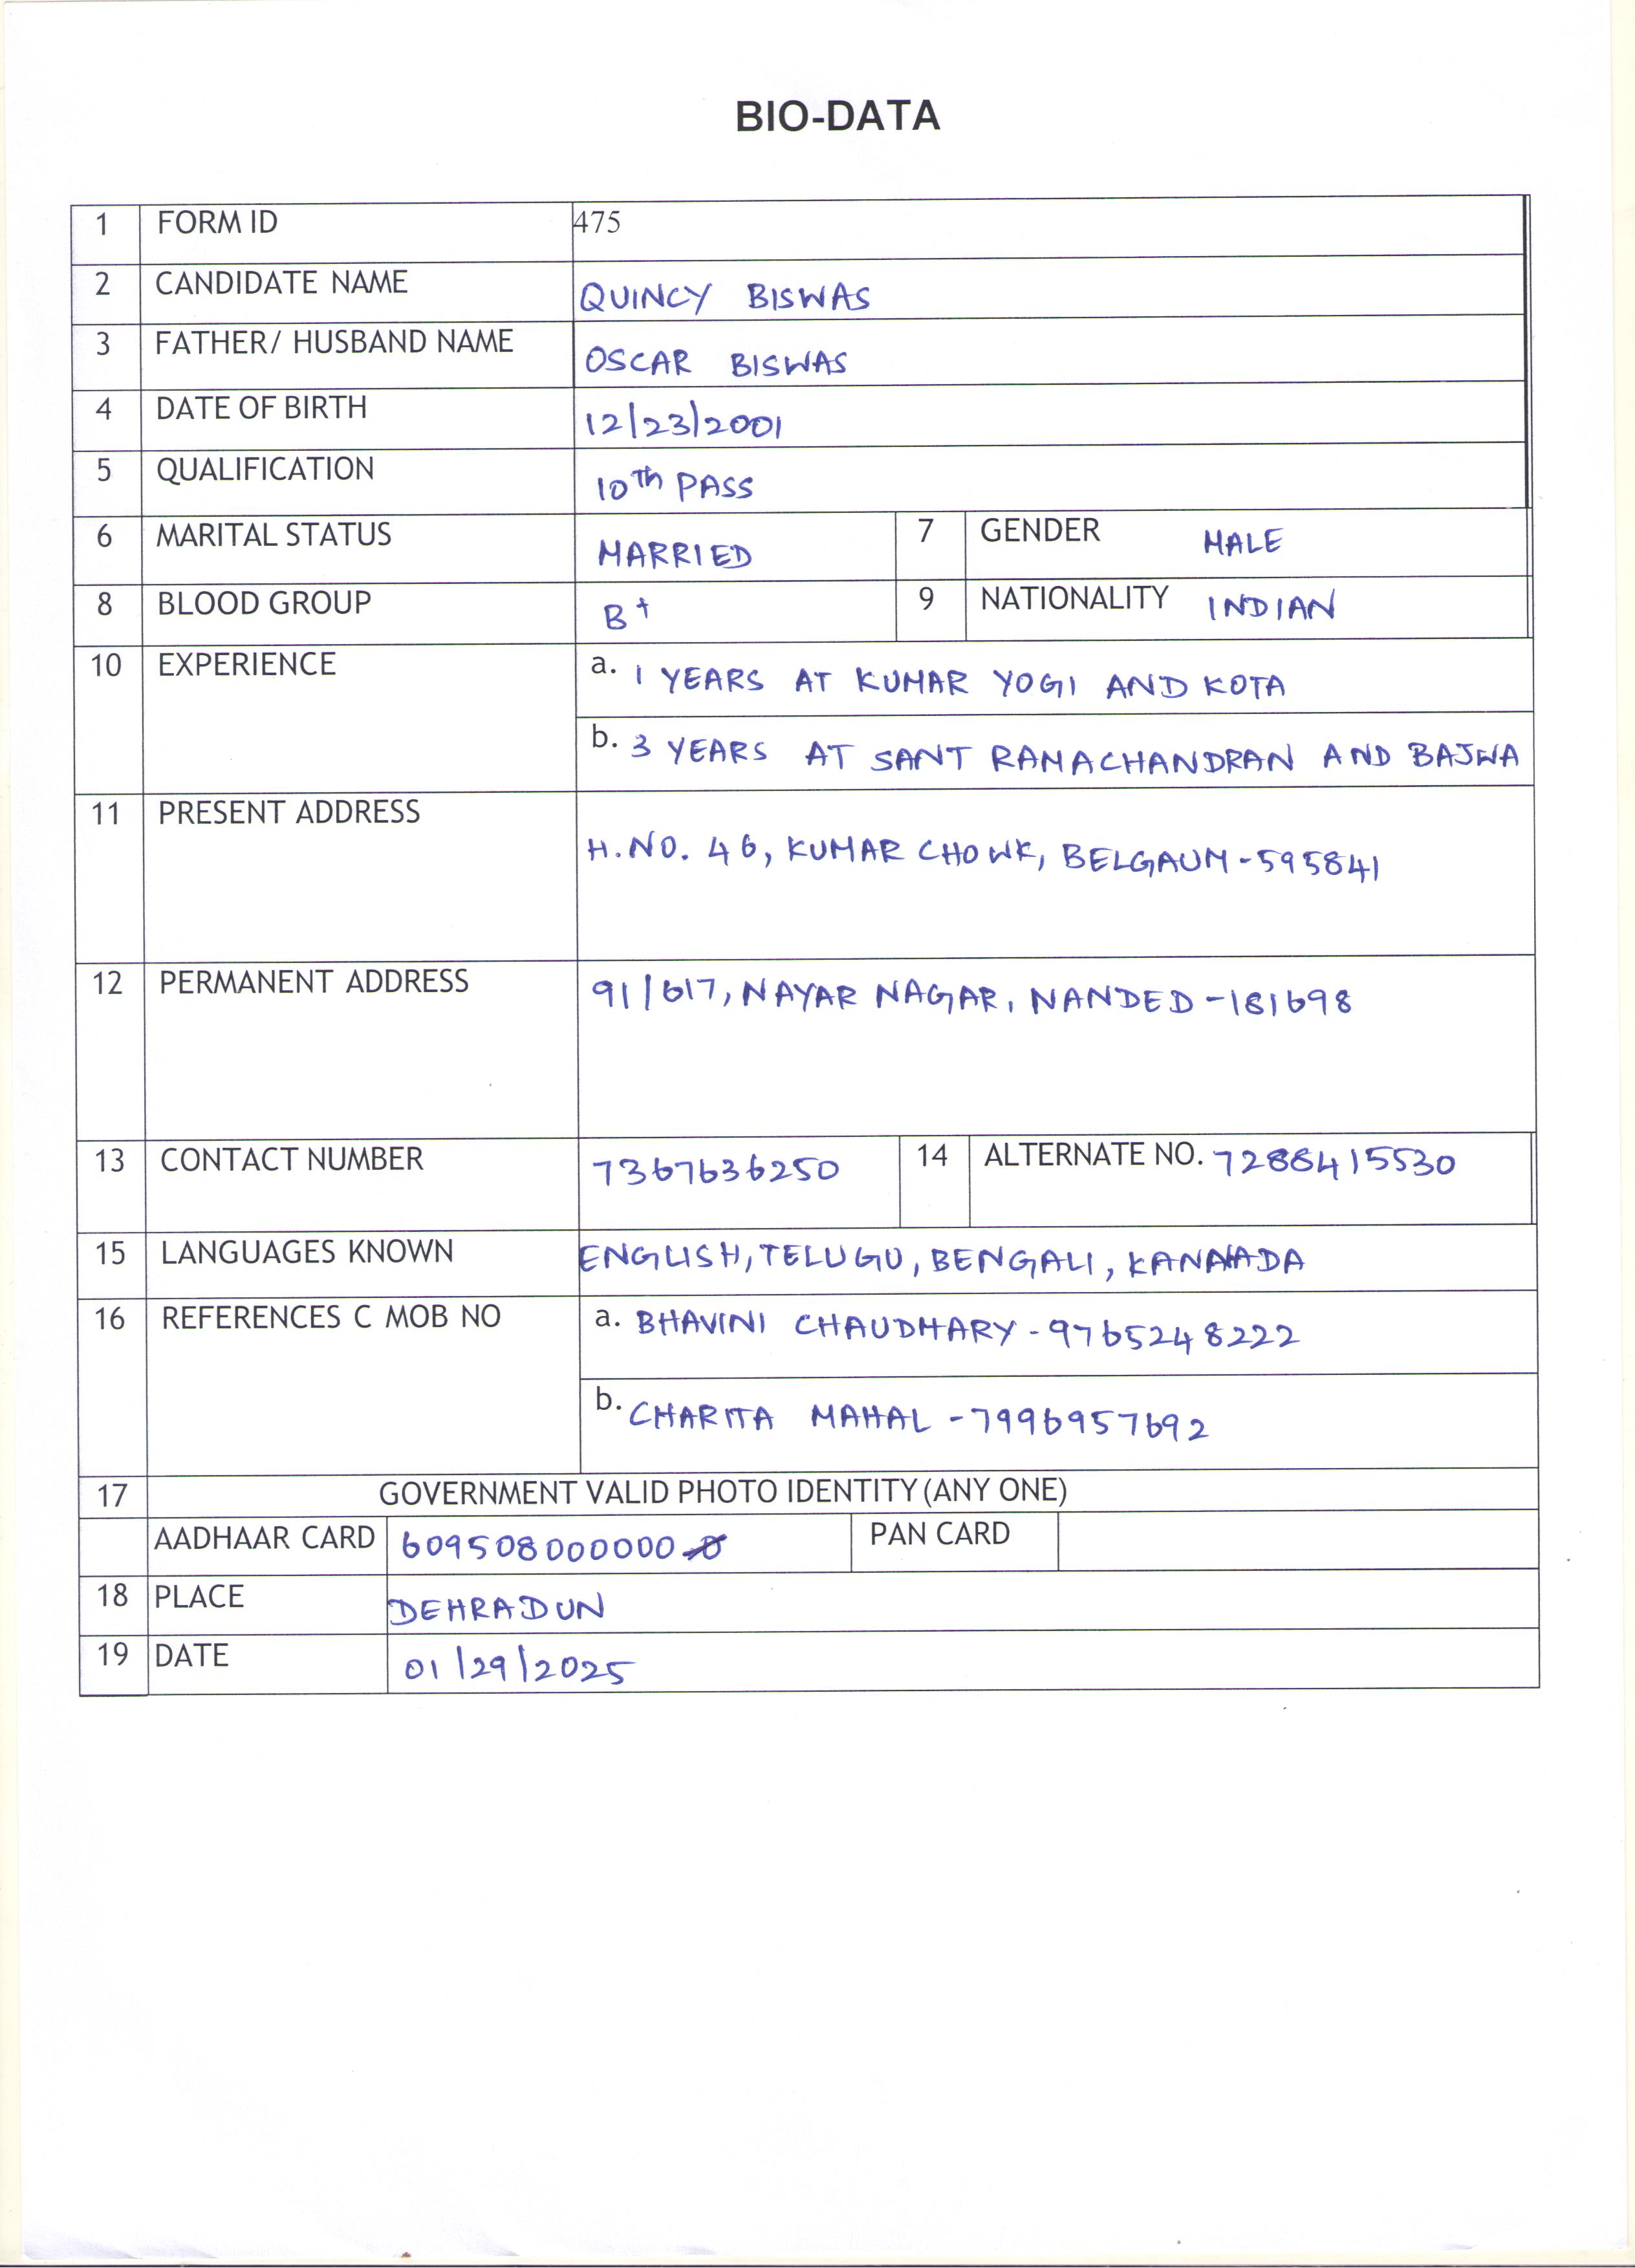 BIO-DATA
1 FORM ID 475
2 CANDIDATE NAME QUINCY BISWAS
3 FATHER/ HUSBAND NAME OSCAR BISWAS
4 DATE OF BIRTH 12/23/2001
5 QUALIFICATION 10th PASS
6 MARITAL STATUS MARRIED 7 GENDER MALE
8 BLOOD GROUP B+ 9 NATIONALITY INDIAN
10 EXPERIENCE a. 1 YEARS AT KUMAR YOGI AND KOTA
b. 3 YEARS AT SANT RAMACHANDRAN AND BAJWA
11 PRESENT ADDRESS
H.NO. 46, KUMAR CHOWK, BELGAUM-595841
12 PERMANENT ADDRESS 91/617, NAYAR NAGAR, NANDED-181698
13 CONTACT NUMBER 7367636250 14 ALTERNATE NO. 7288415530
15 LANGUAGES KNOWN ENGLISH, TELUGU, BENGALI, KANNADA
16 REFERENCES C MOB NO a. BHAVINI CHAUDHARY-9765248222
b. CHARITA MAHAL-7996957692
17 GOVERNMENT VALID PHOTO IDENTITY (ANY ONE)
AADHAAR CARD 609508000000 PAN CARD
18 PLACE DEHRADUN
19 DATE 01/29/2025